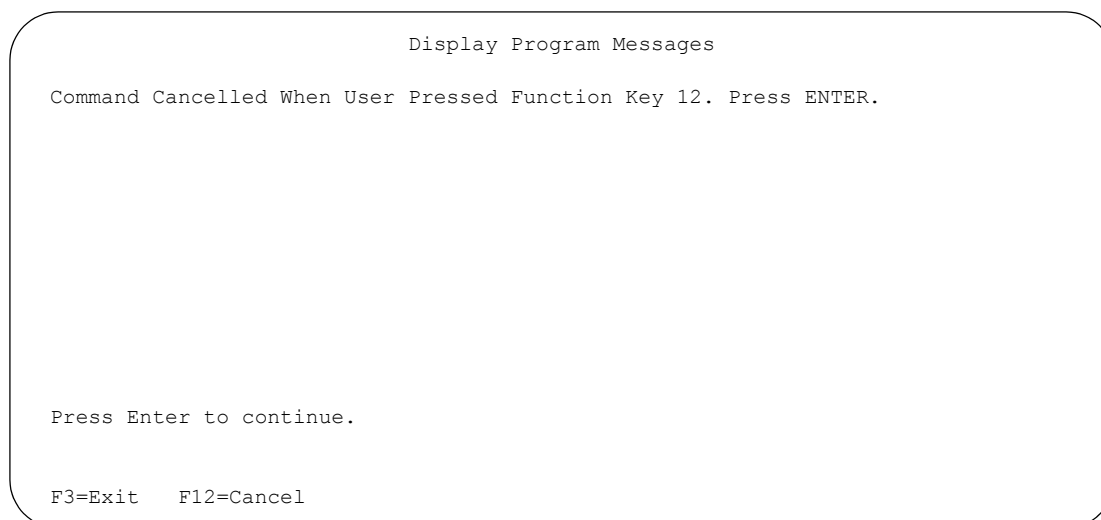 Display Program Messages
Command Cancelled When User Pressed Function Key 12. Press ENTER.
Press Enter to continue.
F3=Exit F12=Cancel